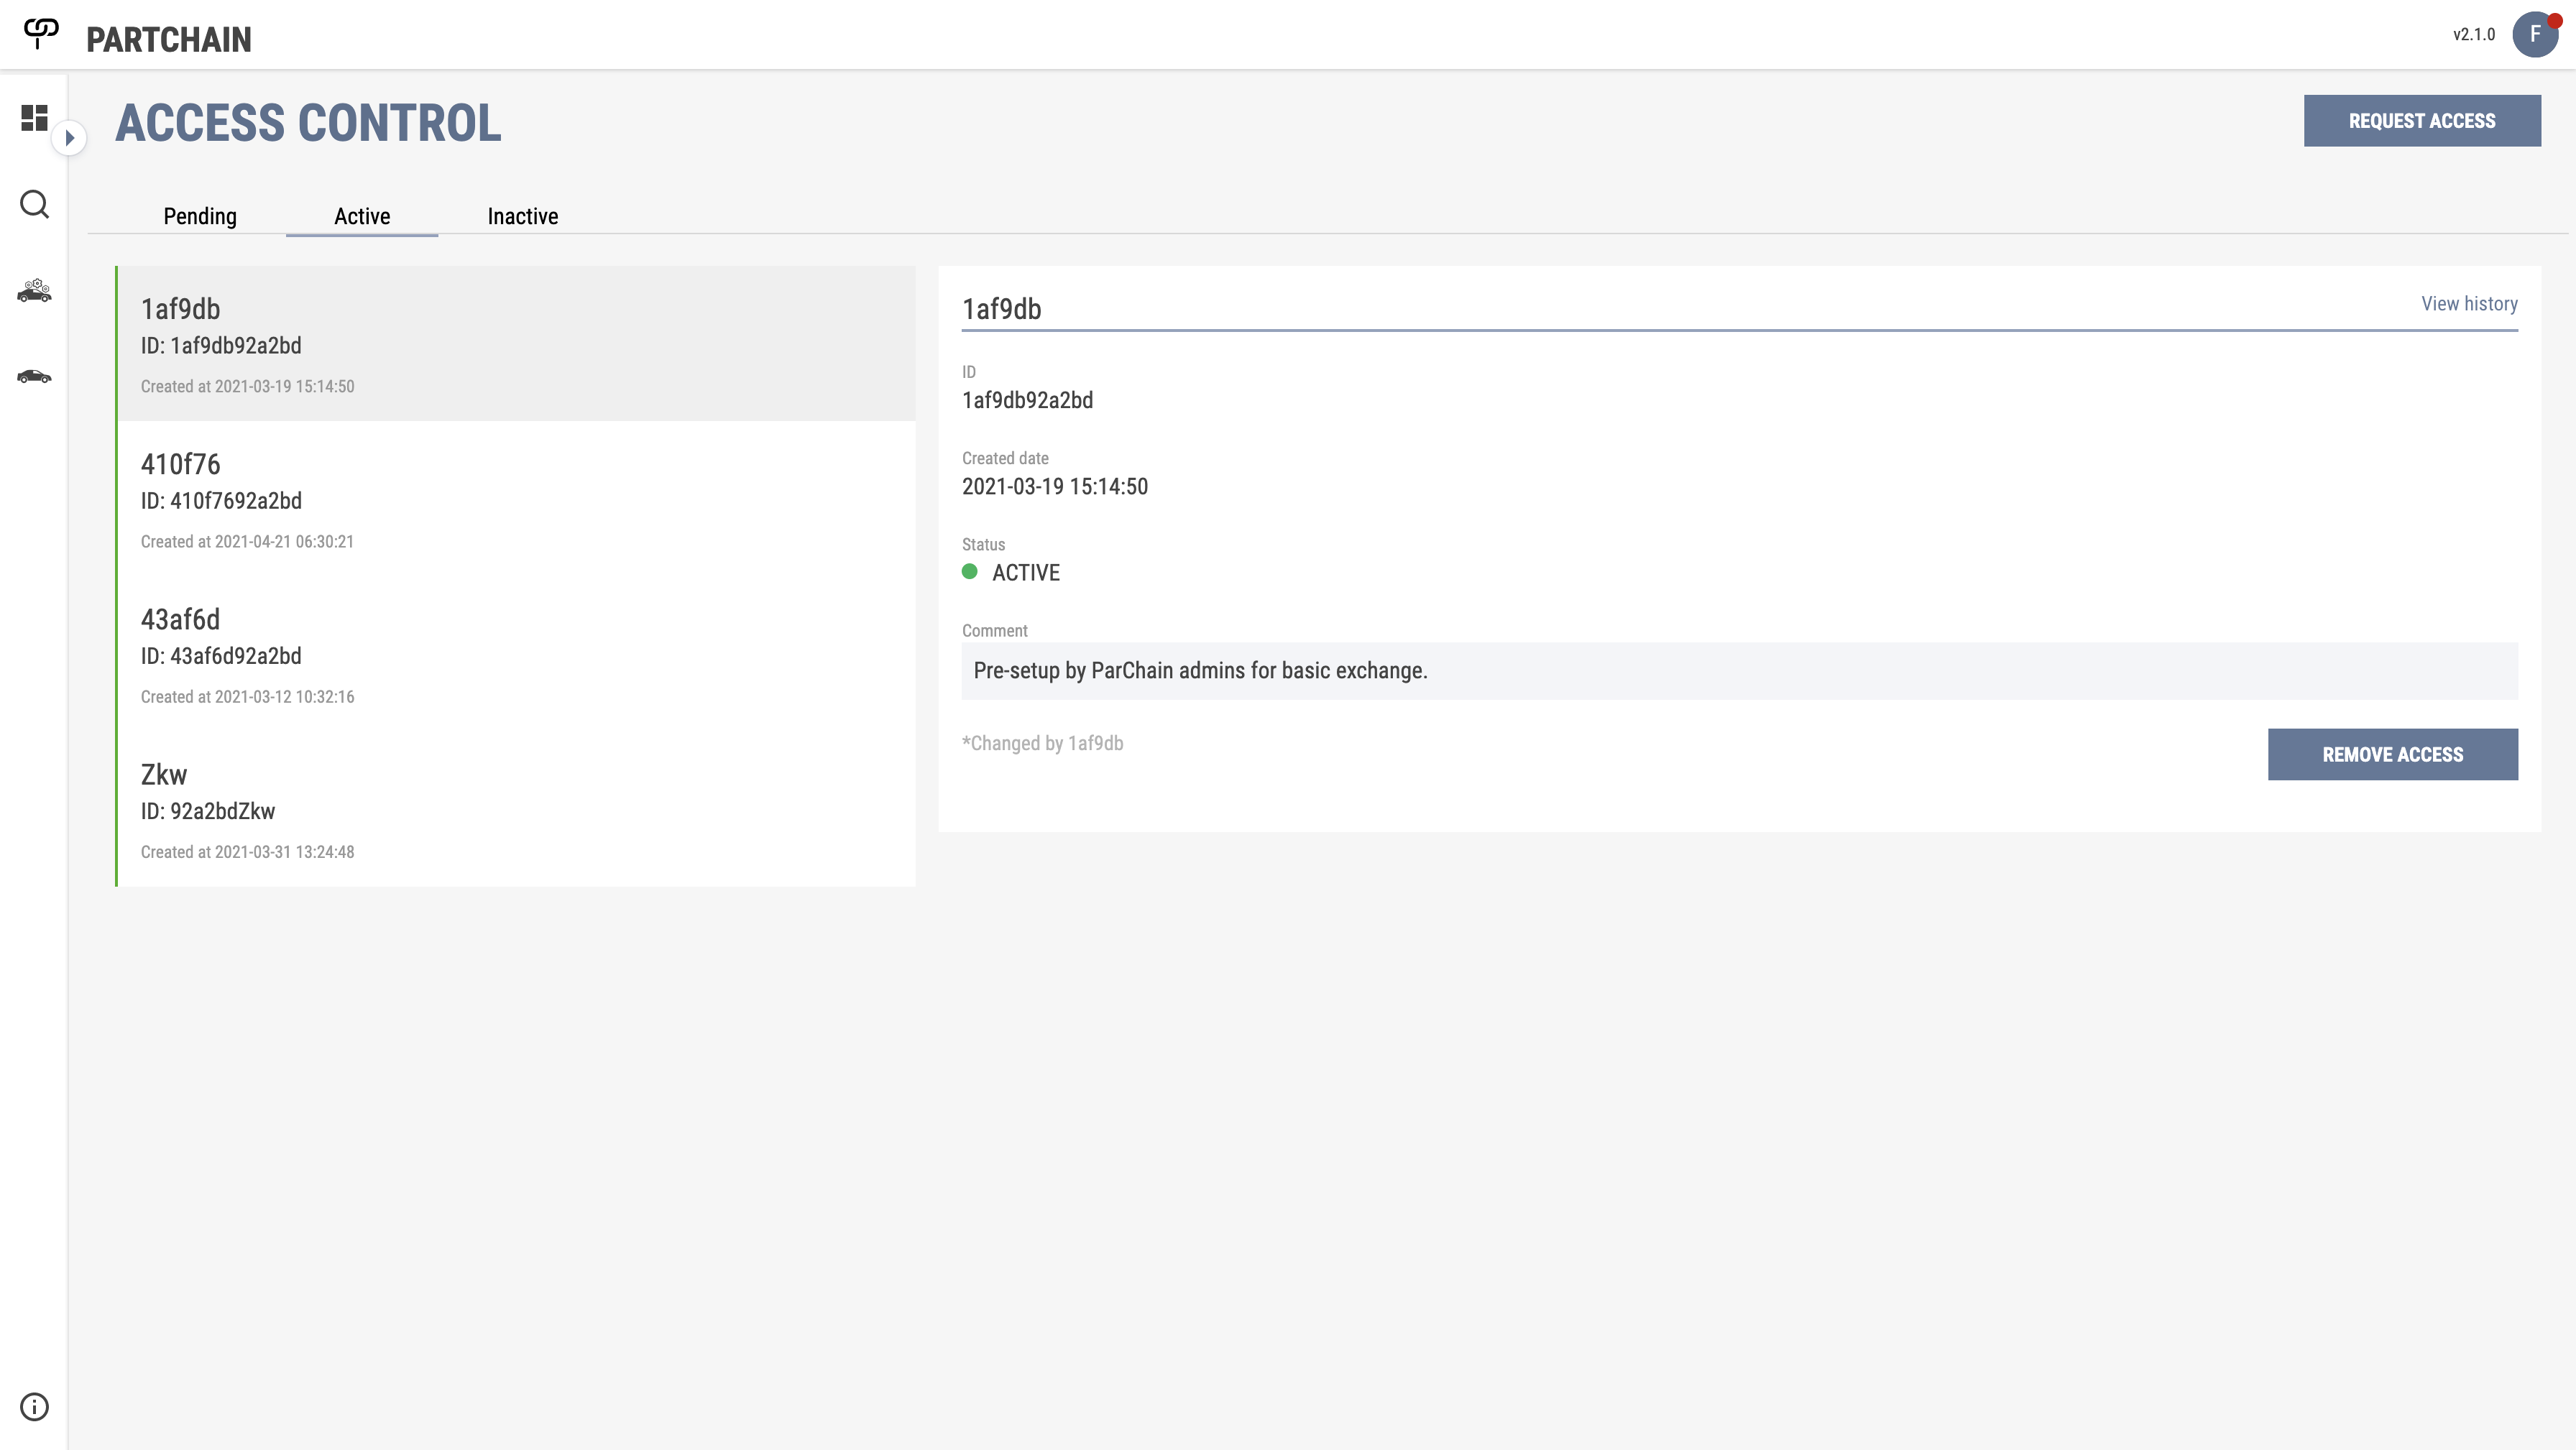 PARTCHAIN
v2.1.0
F
ACCESS CONTROL
REQUEST ACCESS
Pending
Active
Inactive
1af9db
ID: 1af9db92a2bd
Created at 2021-03-19 15:14:50
410f76
ID: 410f7692a2bd
Created at 2021-04-21 06:30:21
43af6d
ID: 43af6d92a2bd
Created at 2021-03-12 10:32:16
Zkw
ID: 92a2bdZkw
Created at 2021-03-31 13:24:48
1af9db
View history
ID
1af9db92a2bd
Created date
2021-03-19 15:14:50
Status
ACTIVE
Comment
Pre-setup by ParChain admins for basic exchange.
*Changed by 1af9db
REMOVE ACCESS